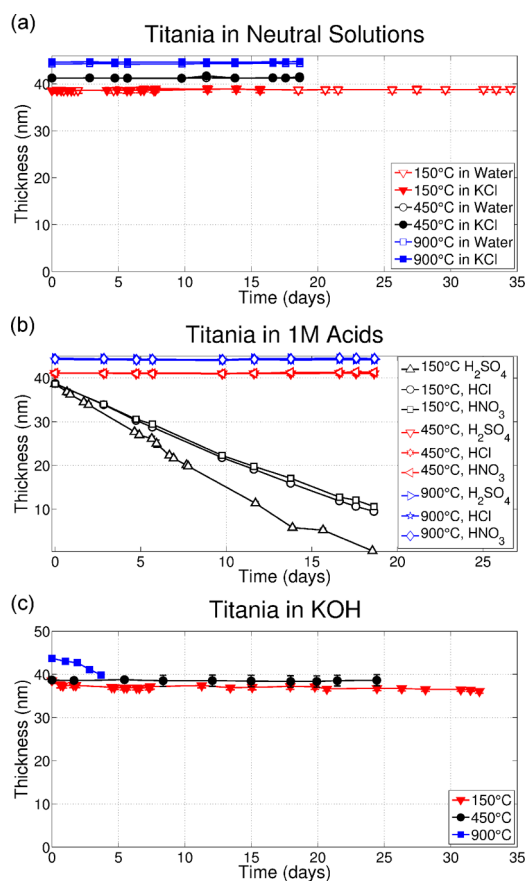 (a)
Titania in Neutral Solutions
Thickness (nm)
40
30
20
10
0
150°C in Water
150°C in KCl
450°C in Water
450°C in KCl
900°C in Water
900°C in KCl
0 5 10 15 20 25 30 35
Time (days)
(b)
Titania in 1M Acids
Thickness (nm)
40
30
20
10
150°C H₂SO₄
150°C, HCl
150°C, HNO₃
450°C, H₂SO₄
450°C, HCl
450°C, HNO₃
900°C, H₂SO₄
900°C, HCl
900°C, HNO₃
0 5 10 15 20 25
Time (days)
(c)
Titania in KOH
Thickness (nm)
50
40
30
20
10
0
150°C
450°C
900°C
0 5 10 15 20 25 30 35
Time (days)